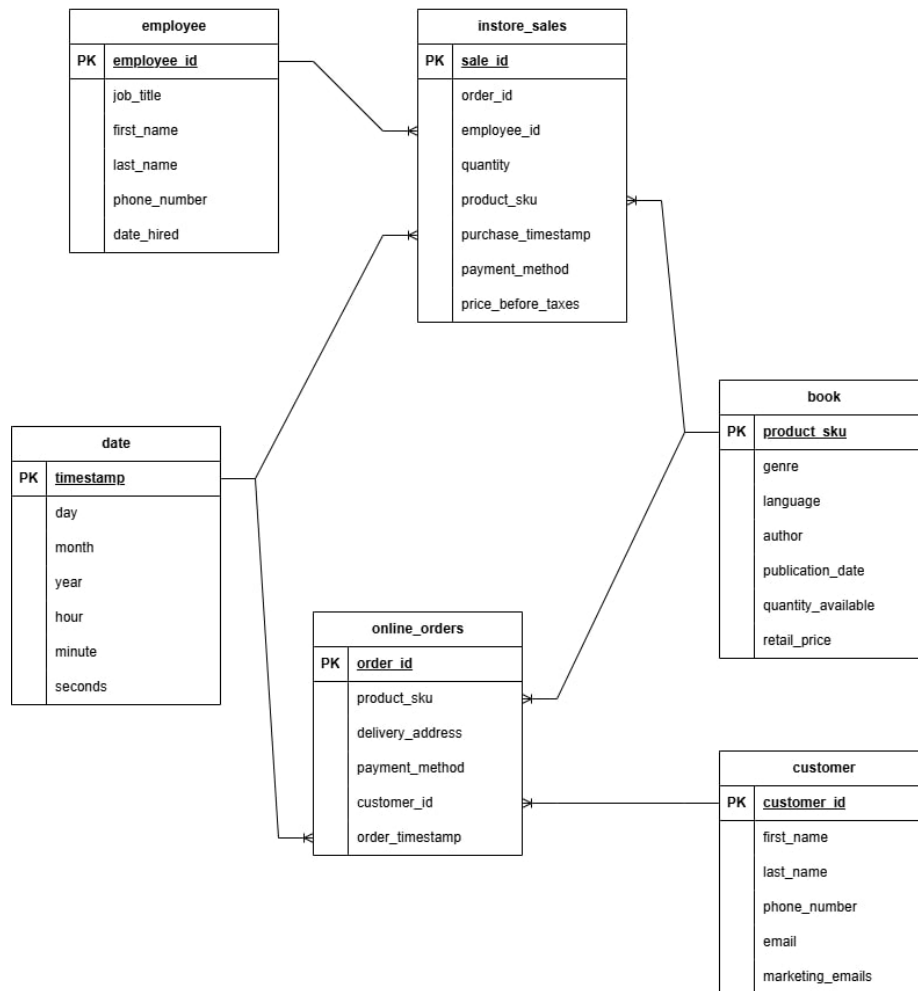 employee
PK employee_id
job_title
first_name
last_name
phone_number
date_hired
instore_sales
PK sale_id
order_id
employee_id
quantity
product_sku
purchase_timestamp
payment_method
price_before_taxes
book
PK product_sku
genre
language
author
publication_date
quantity_available
retail_price
date
PK timestamp
day
month
year
hour
minute
seconds
online_orders
PK order_id
product_sku
delivery_address
payment_method
customer_id
order_timestamp
customer
PK customer_id
first_name
last_name
phone_number
email
marketing_emails